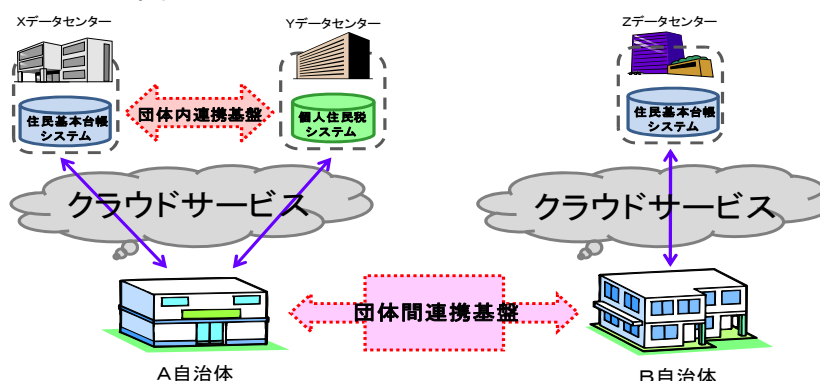 Xデータセンター
Yデータセンター
Zデータセンター
住民基本台帳
システム
団体内連携基盤
個人住民税
システム
住民基本台帳
システム
クラウドサービス
クラウドサービス
団体間連携基盤
A自治体
B自治体